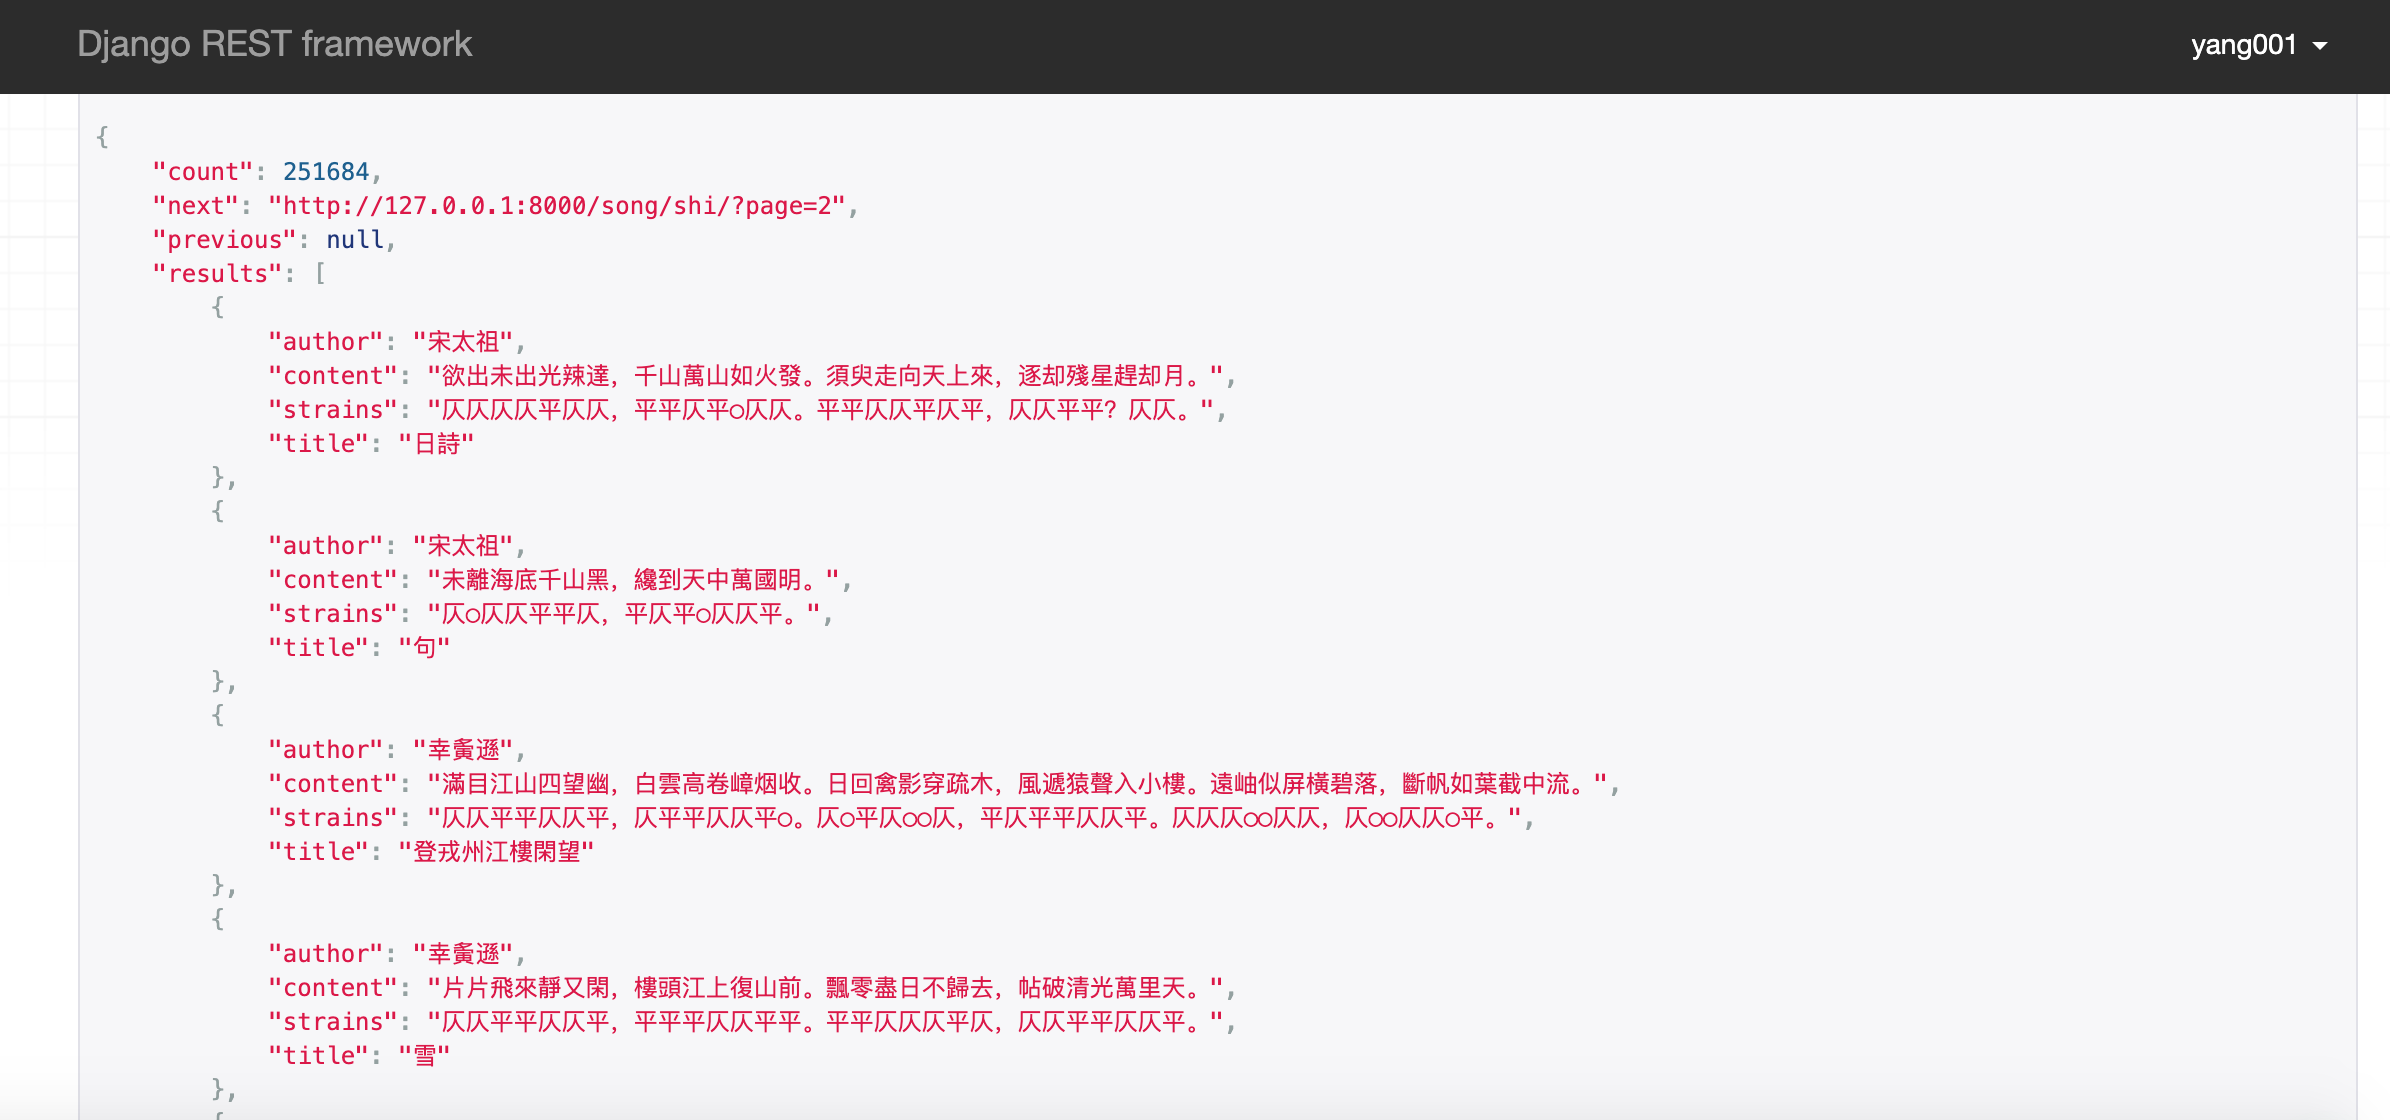 Django REST framework
yang001
{
"count": 251684,
"next": "http://127.0.0.1:8000/song/shi/?page=2",
"previous": null,
"results": [
{
"author": "宋太祖",
"content": "欲出未出光辣達，千山萬山如火發。須臾走向天上來，逐却殘星趕却月。",
"strains": "仄仄仄仄平仄仄，平平仄平○仄仄。平平仄仄平仄平，仄仄平平？仄仄。",
"title": "日詩"
},
{
"author": "宋太祖",
"content": "未離海底千山黑，纔到天中萬國明。",
"strains": "仄○仄仄平平仄，平仄平○仄仄平。",
"title": "句"
},
{
"author": "幸夤遜",
"content": "滿目江山四望幽，白雲高卷嶂烟收。日回禽影穿疏木，風遞猿聲入小樓。遠岫似屏橫碧落，斷帆如葉截中流。",
"strains": "仄仄平平仄仄平，仄平平仄仄平○。仄○平仄○○仄，平仄平平仄仄平。仄仄仄○○仄仄，仄○○仄仄○平。",
"title": "登戎州江樓閑望"
},
{
"author": "幸夤遜",
"content": "片片飛來靜又閑，樓頭江上復山前。飄零盡日不歸去，帖破清光萬里天。",
"strains": "仄仄平平仄仄平，平平平仄仄平平。平平仄仄仄平仄，仄仄平平仄仄平。",
"title": "雪"
},